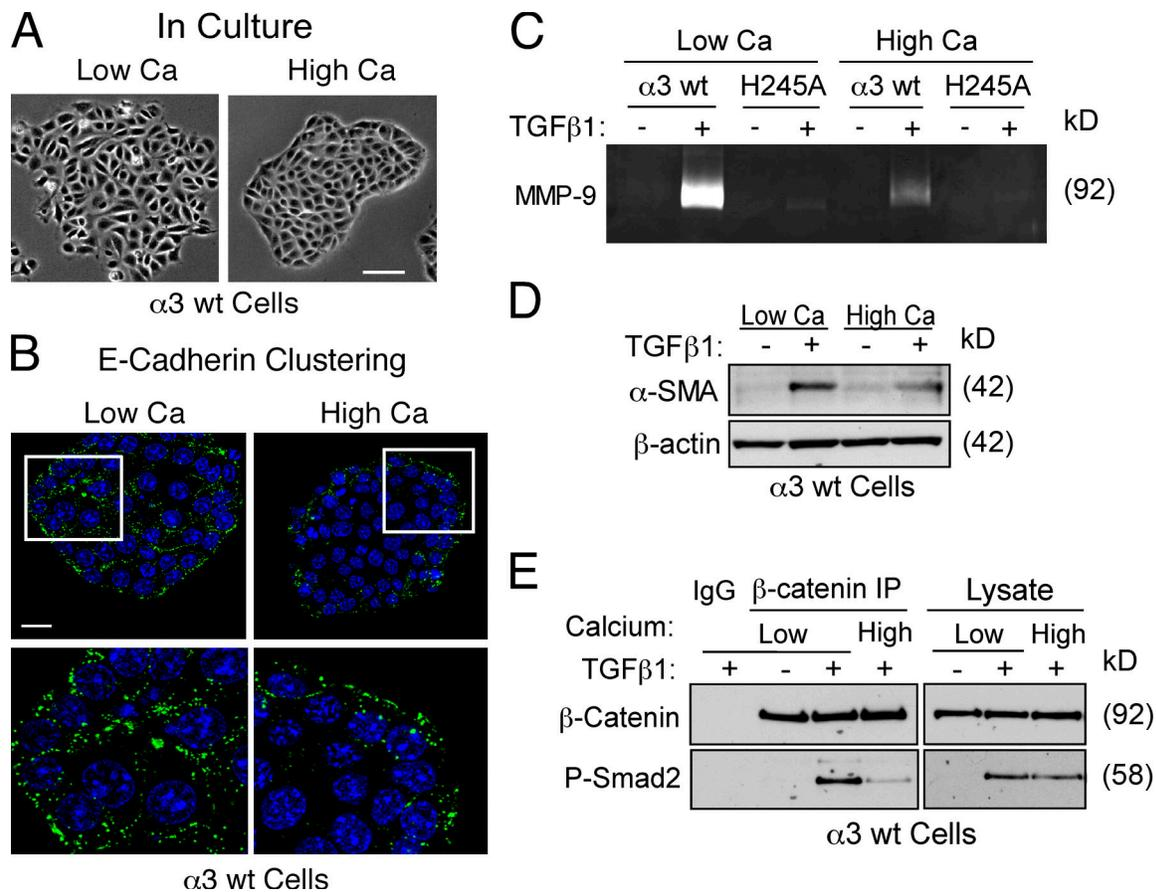 A
In Culture
Low Ca
High Ca
α3 wt Cells
B
E-Cadherin Clustering
Low Ca
High Ca
α3 wt Cells
C
Low Ca
High Ca
α3 wt
H245A
α3 wt
H245A
TGFβ1:
- + - + - + - +
kD
MMP-9
(92)
D
Low Ca
High Ca
TGFβ1:
- + - +
kD
α-SMA
(42)
β-actin
(42)
α3 wt Cells
E
IgG
β-catenin IP
Lysate
Calcium:
Low
High
Low
High
TGFβ1:
+ - + + - + +
kD
β-Catenin
(92)
P-Smad2
(58)
α3 wt Cells